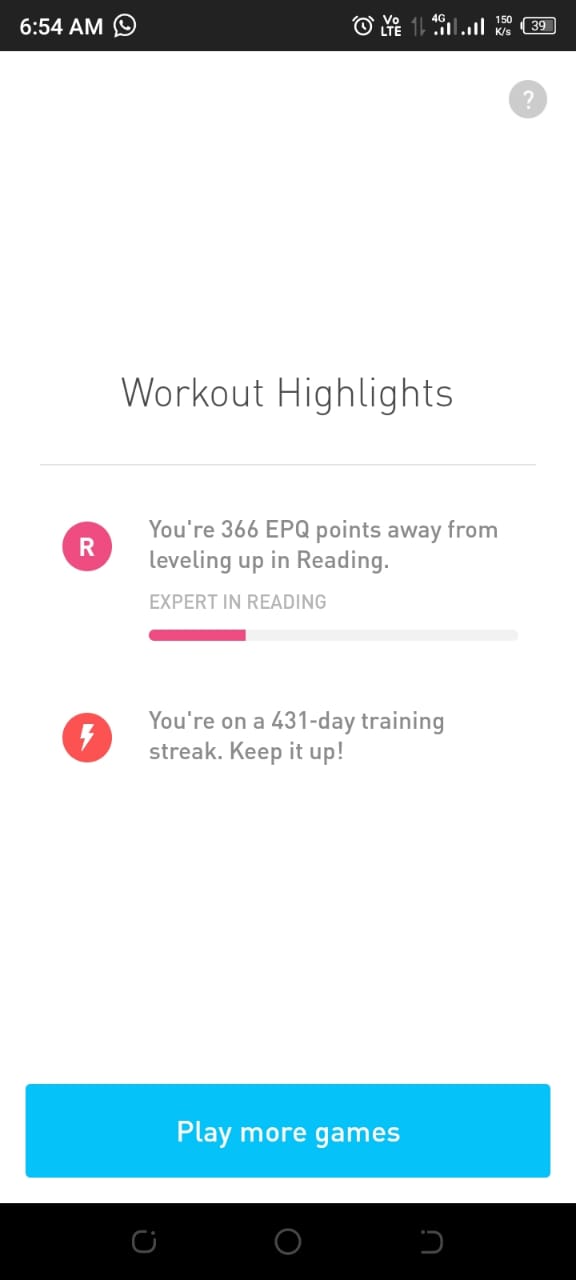 6:54 AM
Vo LTE 4G 150 K/s 39
?
Workout Highlights
R
You're 366 EPQ points away from
leveling up in Reading.
EXPERT IN READING
You're on a 431-day training
streak. Keep it up!
Play more games